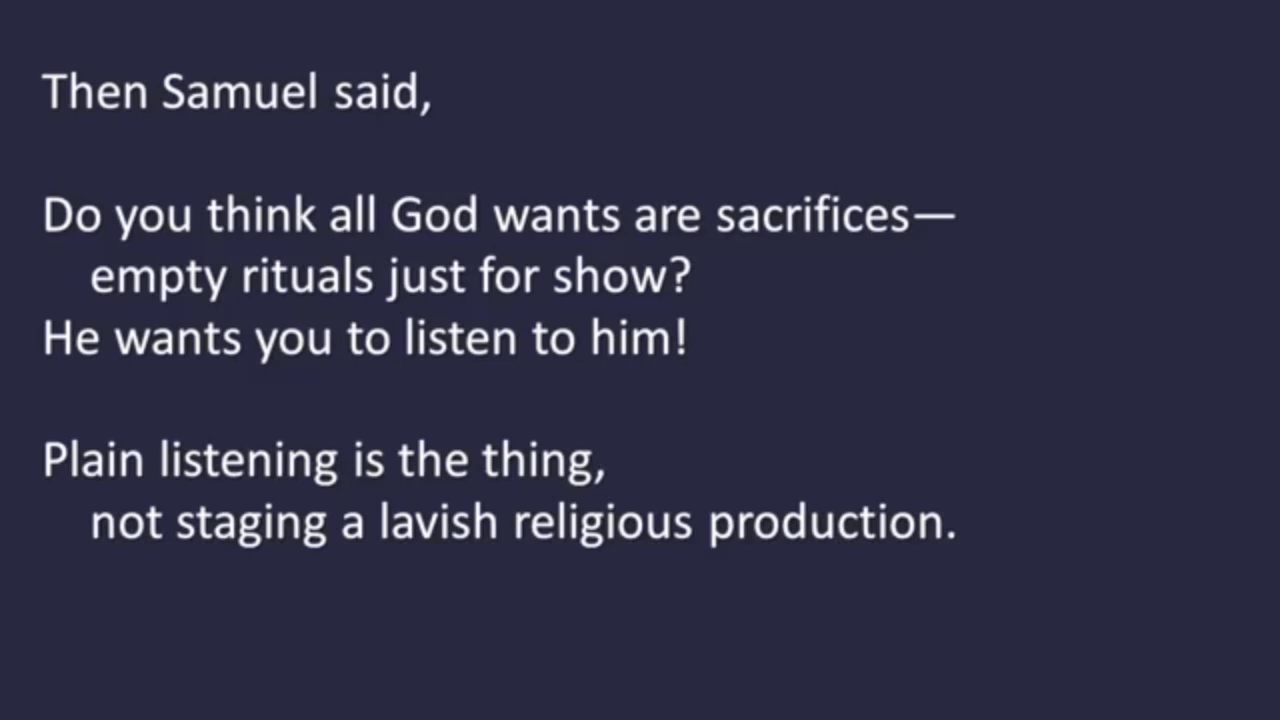 Then Samuel said,
Do you think all God wants are sacrifices—
empty rituals just for show?
He wants you to listen to him!
Plain listening is the thing,
not staging a lavish religious production.